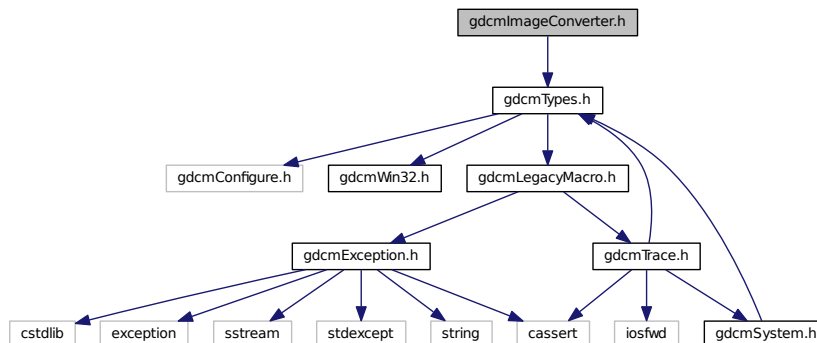 gdcmImageConverter.h
gdcmTypes.h
gdcmConfigure.h
gdcmWin32.h
gdcmLegacyMacro.h
gdcmException.h
gdcmTrace.h
cstdlib
exception
sstream
stdexcept
string
cassert
iosfwd
gdcmSystem.h